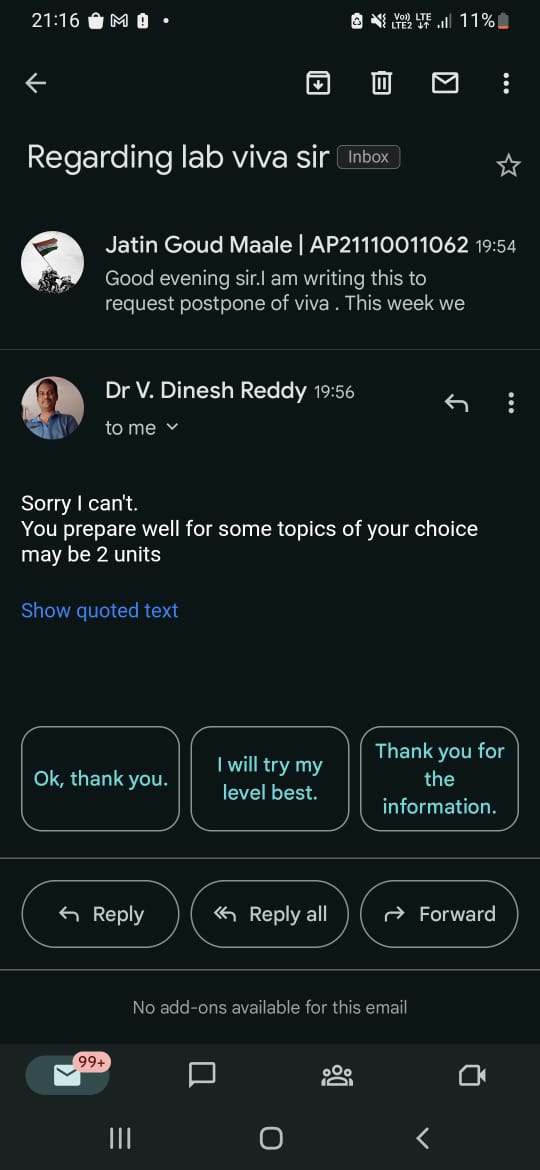 21:16
Vo) LTE
LTE2
11%
Regarding lab viva sir Inbox
Jatin Goud Maale | AP21110011062 19:54
Good evening sir.I am writing this to
request postpone of viva . This week we
Dr V. Dinesh Reddy 19:56
to me
Sorry I can't.
You prepare well for some topics of your choice
may be 2 units
Show quoted text
Ok, thank you.
I will try my
level best.
Thank you for
the
information.
Reply
Reply all
Forward
No add-ons available for this email
99+